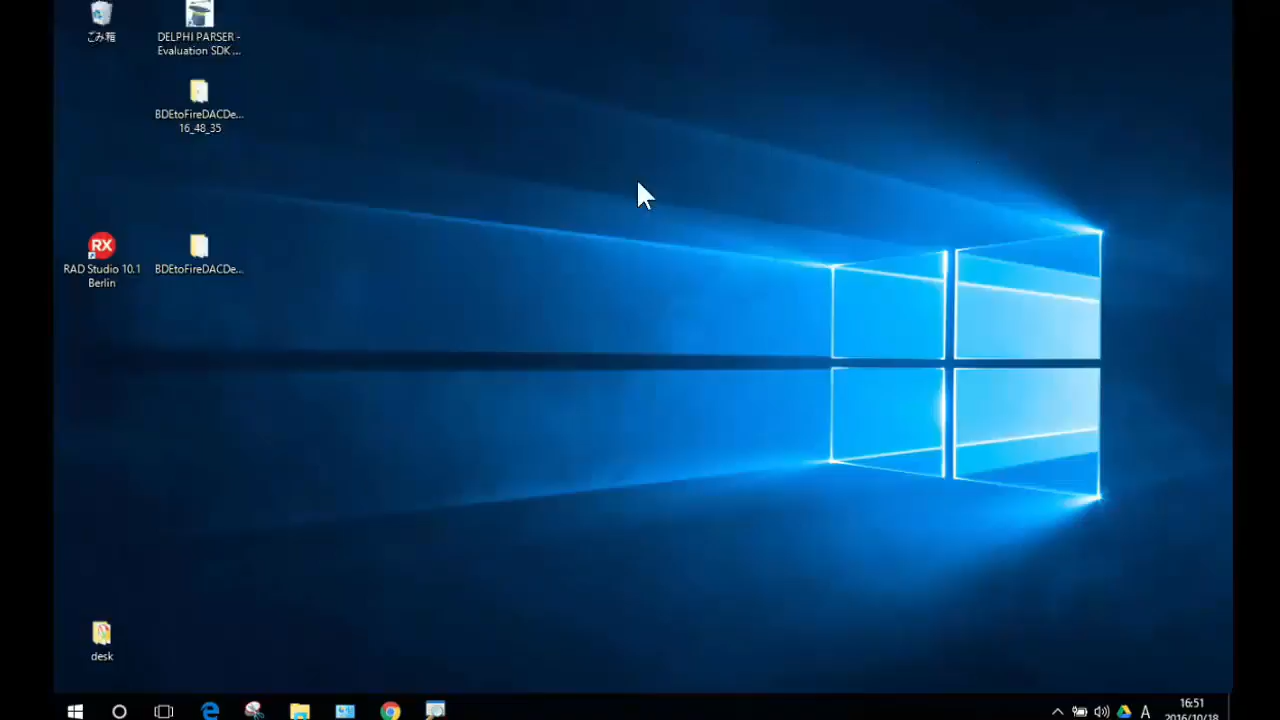 ごみ箱
DELPHI PARSER -
Evaluation SDK ...
BDEtoFireDACDe...
16_48_35
RX
RAD Studio 10.1
Berlin
BDEtoFireDACDe...
desk
A
16:51
2016/10/18